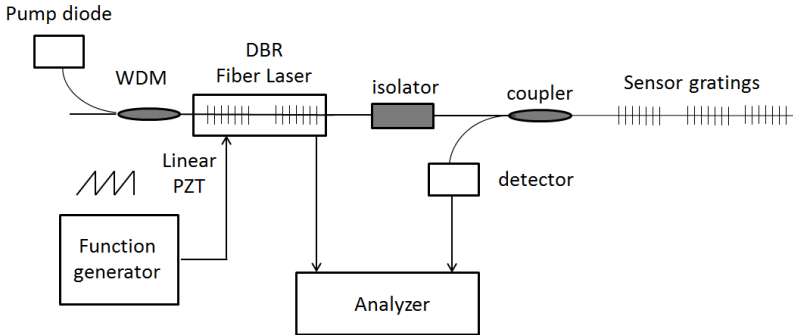 Pump diode
WDM
DBR
Fiber Laser
isolator
coupler
Sensor gratings
Linear
PZT
detector
Function
generator
Analyzer